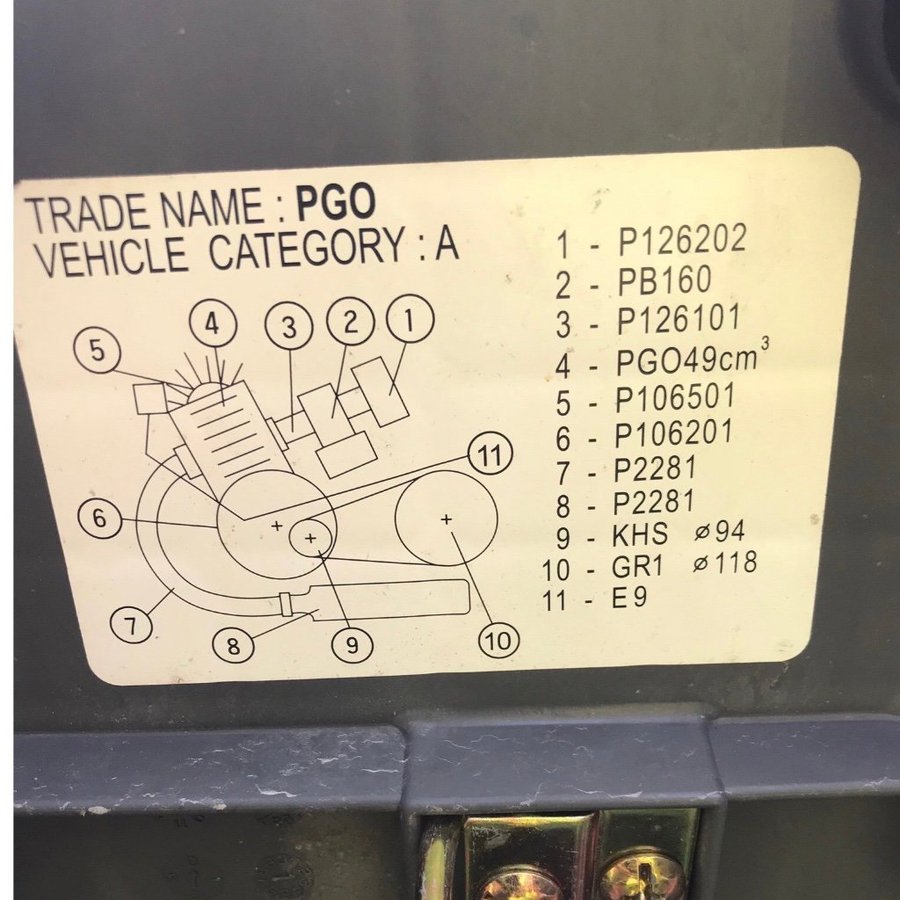 TRADE NAME : PGO
VEHICLE CATEGORY : A
1 - P126202
2 - PB160
3 - P126101
4 - PGO49cm³
5 - P106501
6 - P106201
7 - P2281
8 - P2281
9 - KHS ⌀94
10 - GR1 ⌀118
11 - E9
5
4
3
2
1
11
6
7
8
9
10